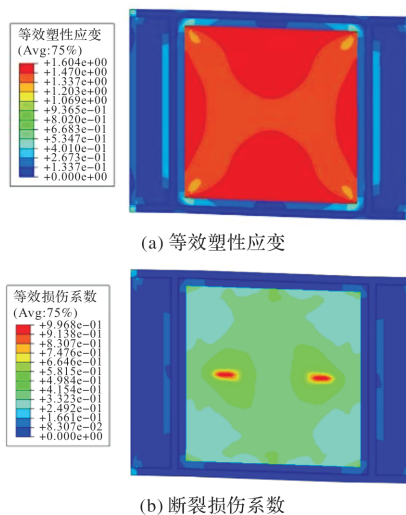 等效塑性应变
(Avg:75%)
+1.604e+00
+1.470e+00
+1.337e+00
+1.203e+00
+1.069e+00
+9.365e-01
+8.020e-01
+6.683e-01
+5.347e-01
+4.010e-01
+2.673e-01
+1.337e-01
+0.000e+00
(a) 等效塑性应变
等效损伤系数
(Avg:75%)
+9.968e-01
+9.138e-01
+8.307e-01
+7.476e-01
+6.646e-01
+5.815e-01
+4.984e-01
+4.154e-01
+3.323e-01
+2.492e-01
+1.661e-01
+8.307e-02
+0.000e+00
(b) 断裂损伤系数